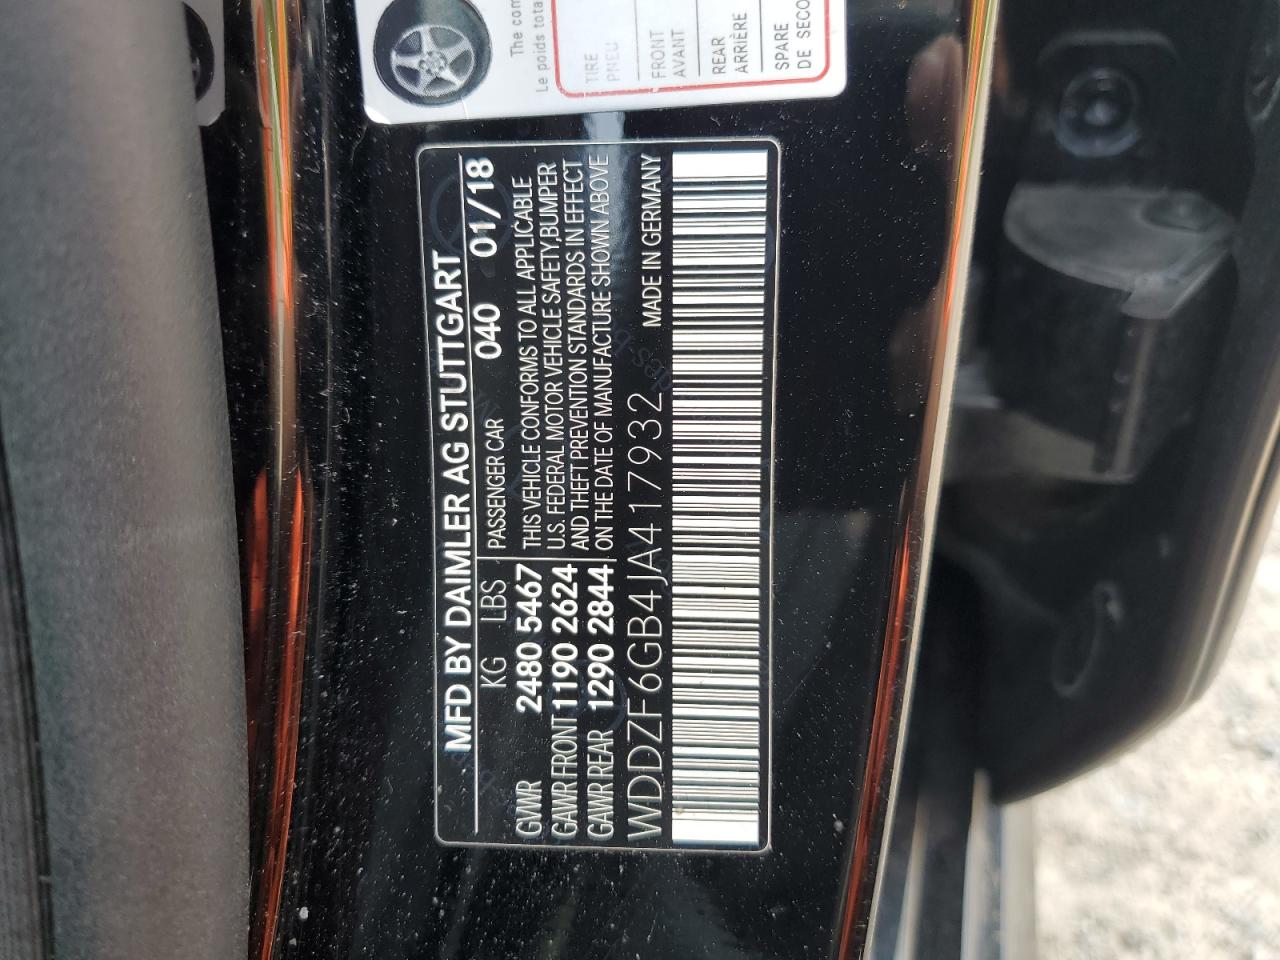 The com
Le poids tota
TIRE
PNEU
FRONT
AVANT
REAR
ARRIÈRE
SPARE
DE SECO
MFD BY DAIMLER AG STUTTGART
KG LBS PASSENGER CAR 040 01/18
GVWR 2480 5467
GAWR FRONT 1190 2624
GAWR REAR 1290 2844
THIS VEHICLE CONFORMS TO ALL APPLICABLE
U.S. FEDERAL MOTOR VEHICLE SAFETY,BUMPER
AND THEFT PREVENTION STANDARDS IN EFFECT
ON THE DATE OF MANUFACTURE SHOWN ABOVE
WDDZF6GB4JA417932 MADE IN GERMANY